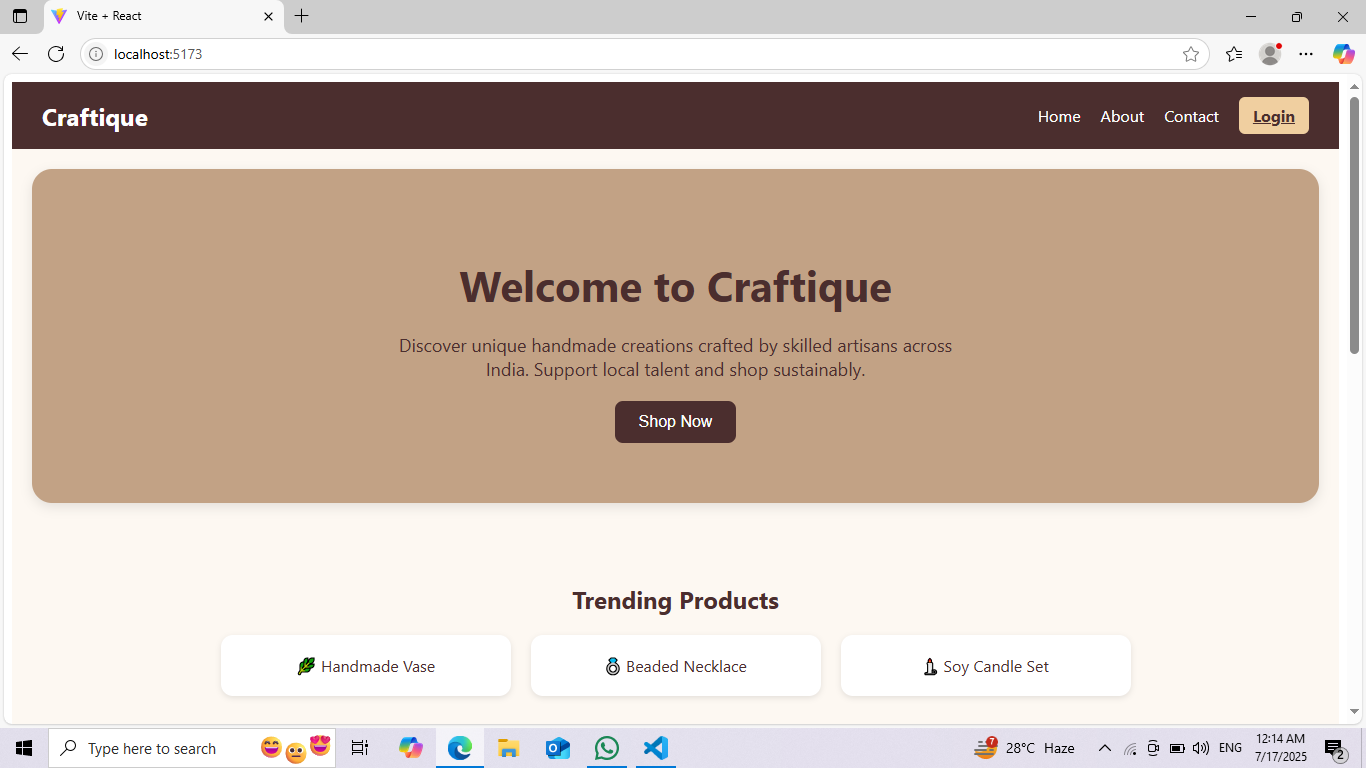 Vite + React
localhost:5173
Craftique
Home About Contact Login
Welcome to Craftique
Discover unique handmade creations crafted by skilled artisans across
India. Support local talent and shop sustainably.
Shop Now
Trending Products
Handmade Vase
Beaded Necklace
Soy Candle Set
Type here to search
7
28°C Haze
ENG
12:14 AM
7/17/2025
2